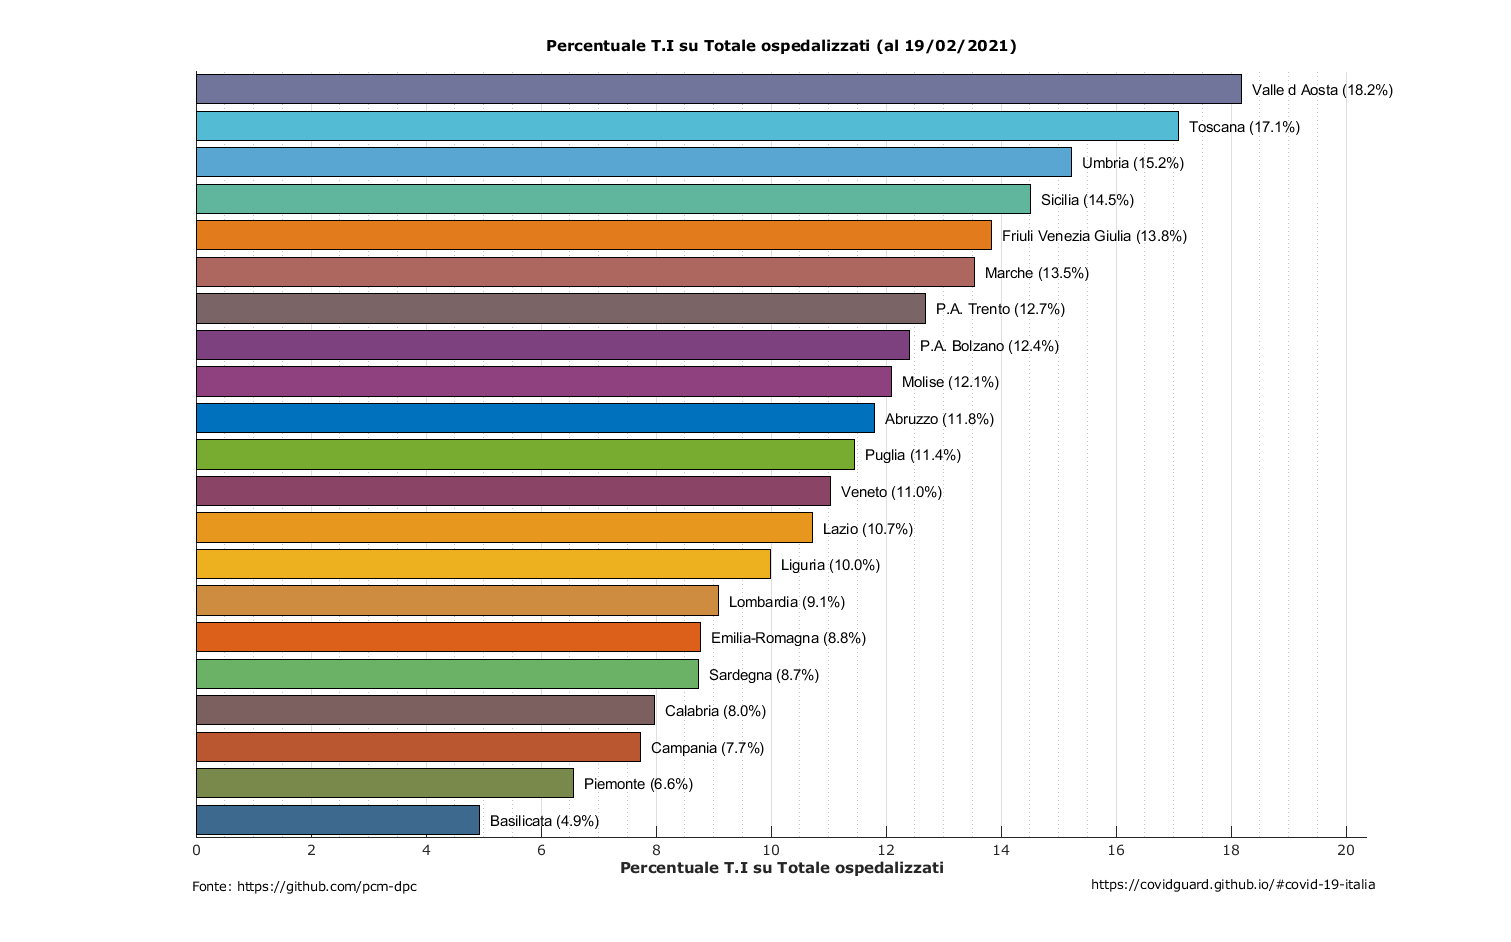 Percentuale T.I su Totale ospedalizzati (al 19/02/2021)
Valle d Aosta (18.2%)
Toscana (17.1%)
Umbria (15.2%)
Sicilia (14.5%)
Friuli Venezia Giulia (13.8%)
Marche (13.5%)
P.A. Trento (12.7%)
P.A. Bolzano (12.4%)
Molise (12.1%)
Abruzzo (11.8%)
Puglia (11.4%)
Veneto (11.0%)
Lazio (10.7%)
Liguria (10.0%)
Lombardia (9.1%)
Emilia-Romagna (8.8%)
Sardegna (8.7%)
Calabria (8.0%)
Campania (7.7%)
Piemonte (6.6%)
Basilicata (4.9%)
0 2 4 6 8 10 12 14 16 18 20
Percentuale T.I su Totale ospedalizzati
Fonte: https://github.com/pcm-dpc
https://covidguard.github.io/#covid-19-italia